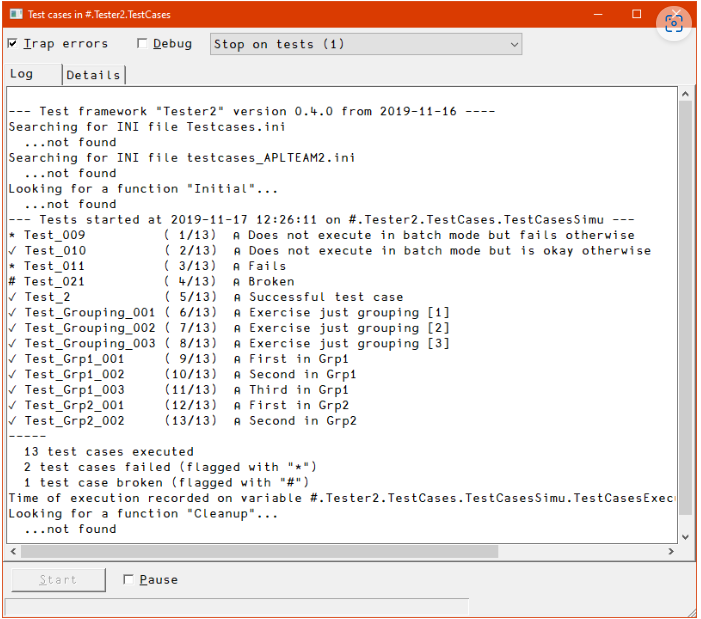 Test cases in #.Tester2.TestCases
Trap errors Debug Stop on tests (1)
Log Details
--- Test framework "Tester2" version 0.4.0 from 2019-11-16 ----
Searching for INI file Testcases.ini
...not found
Searching for INI file testcases_APLTEAM2.ini
...not found
Looking for a function "Initial"...
...not found
--- Tests started at 2019-11-17 12:26:11 on #.Tester2.TestCases.TestCasesSimu ---
* Test_009 ( 1/13) ⍝ Does not execute in batch mode but fails otherwise
✓ Test_010 ( 2/13) ⍝ Does not execute in batch mode but is okay otherwise
* Test_011 ( 3/13) ⍝ Fails
# Test_021 ( 4/13) ⍝ Broken
✓ Test_2 ( 5/13) ⍝ Successful test case
✓ Test_Grouping_001 ( 6/13) ⍝ Exercise just grouping [1]
✓ Test_Grouping_002 ( 7/13) ⍝ Exercise just grouping [2]
✓ Test_Grouping_003 ( 8/13) ⍝ Exercise just grouping [3]
✓ Test_Grp1_001 ( 9/13) ⍝ First in Grp1
✓ Test_Grp1_002 (10/13) ⍝ Second in Grp1
✓ Test_Grp1_003 (11/13) ⍝ Third in Grp1
✓ Test_Grp2_001 (12/13) ⍝ First in Grp2
✓ Test_Grp2_002 (13/13) ⍝ Second in Grp2
-----
13 test cases executed
2 test cases failed (flagged with "*")
1 test case broken (flagged with "#")
Time of execution recorded on variable #.Tester2.TestCases.TestCasesSimu.TestCasesExecu
Looking for a function "Cleanup"...
...not found
Start Pause